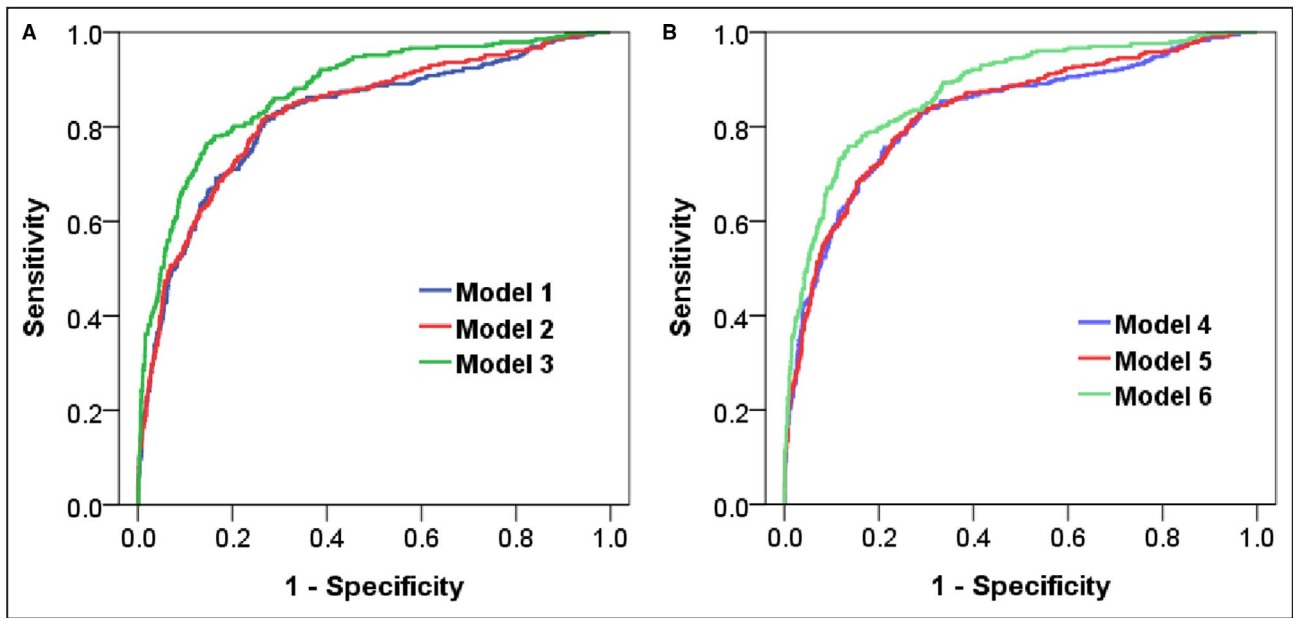 A
1.0
0.8
0.6
0.4
0.2
0.0
Sensitivity
Model 1
Model 2
Model 3
0.0 0.2 0.4 0.6 0.8 1.0
1 - Specificity
B
1.0
0.8
0.6
0.4
0.2
0.0
Sensitivity
Model 4
Model 5
Model 6
0.0 0.2 0.4 0.6 0.8 1.0
1 - Specificity